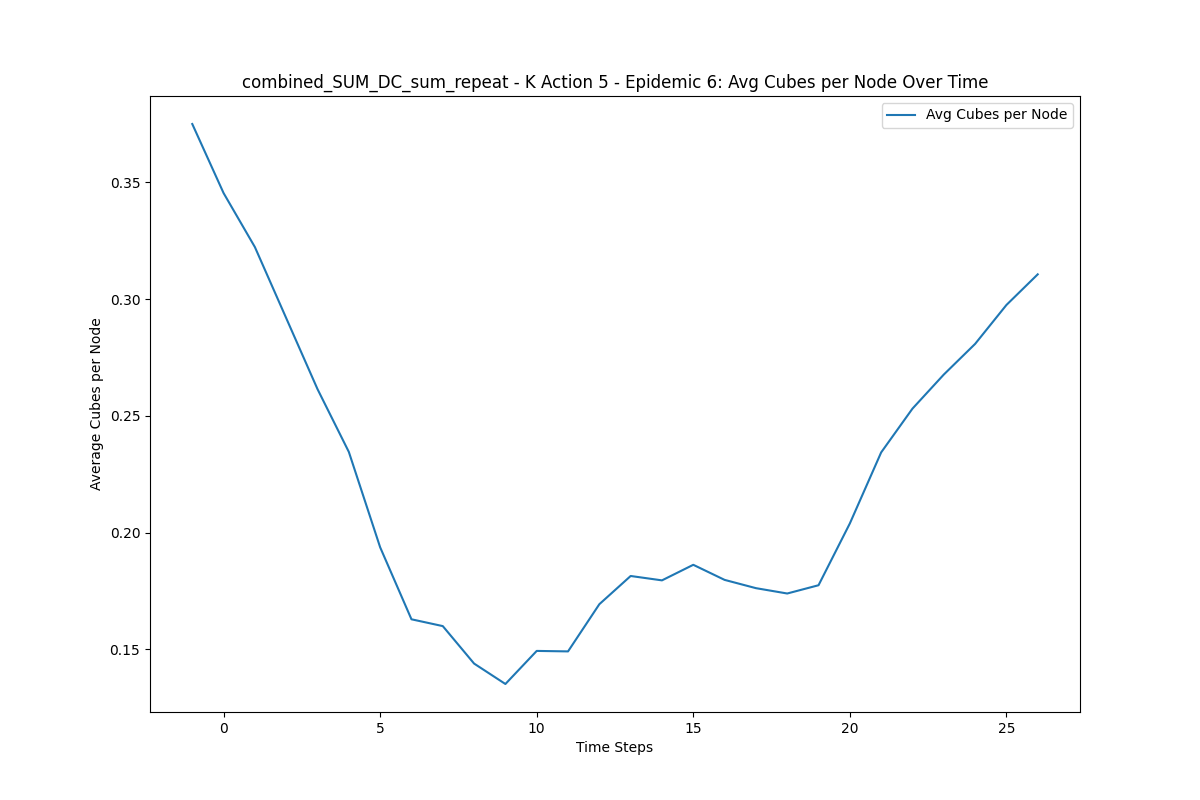 combined_SUM_DC_sum_repeat - K Action 5 - Epidemic 6: Avg Cubes per Node Over Time
Avg Cubes per Node
Average Cubes per Node
0.35
0.30
0.25
0.20
0.15
0 5 10 15 20 25
Time Steps